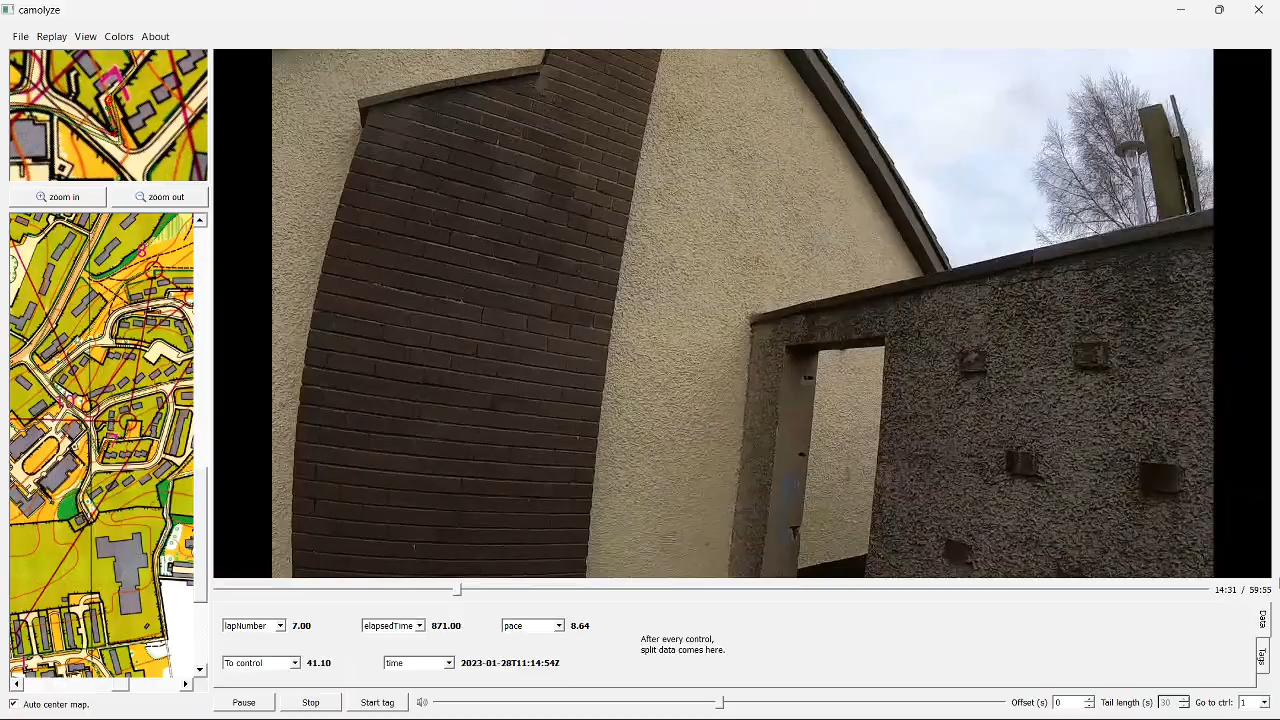 camolyze
File Replay View Colors About
zoom in zoom out
14:31 / 59:55
lapNumber 7.00 elapsedTime 871.00 pace 8.64
After every control,
split data comes here.
To control 41.10 time 2023-01-28T11:14:54Z
Data
Tags
Auto center map.
Pause Stop Start tag Offset (s) 0 Tail length (s) 30 Go to ctrl: 1